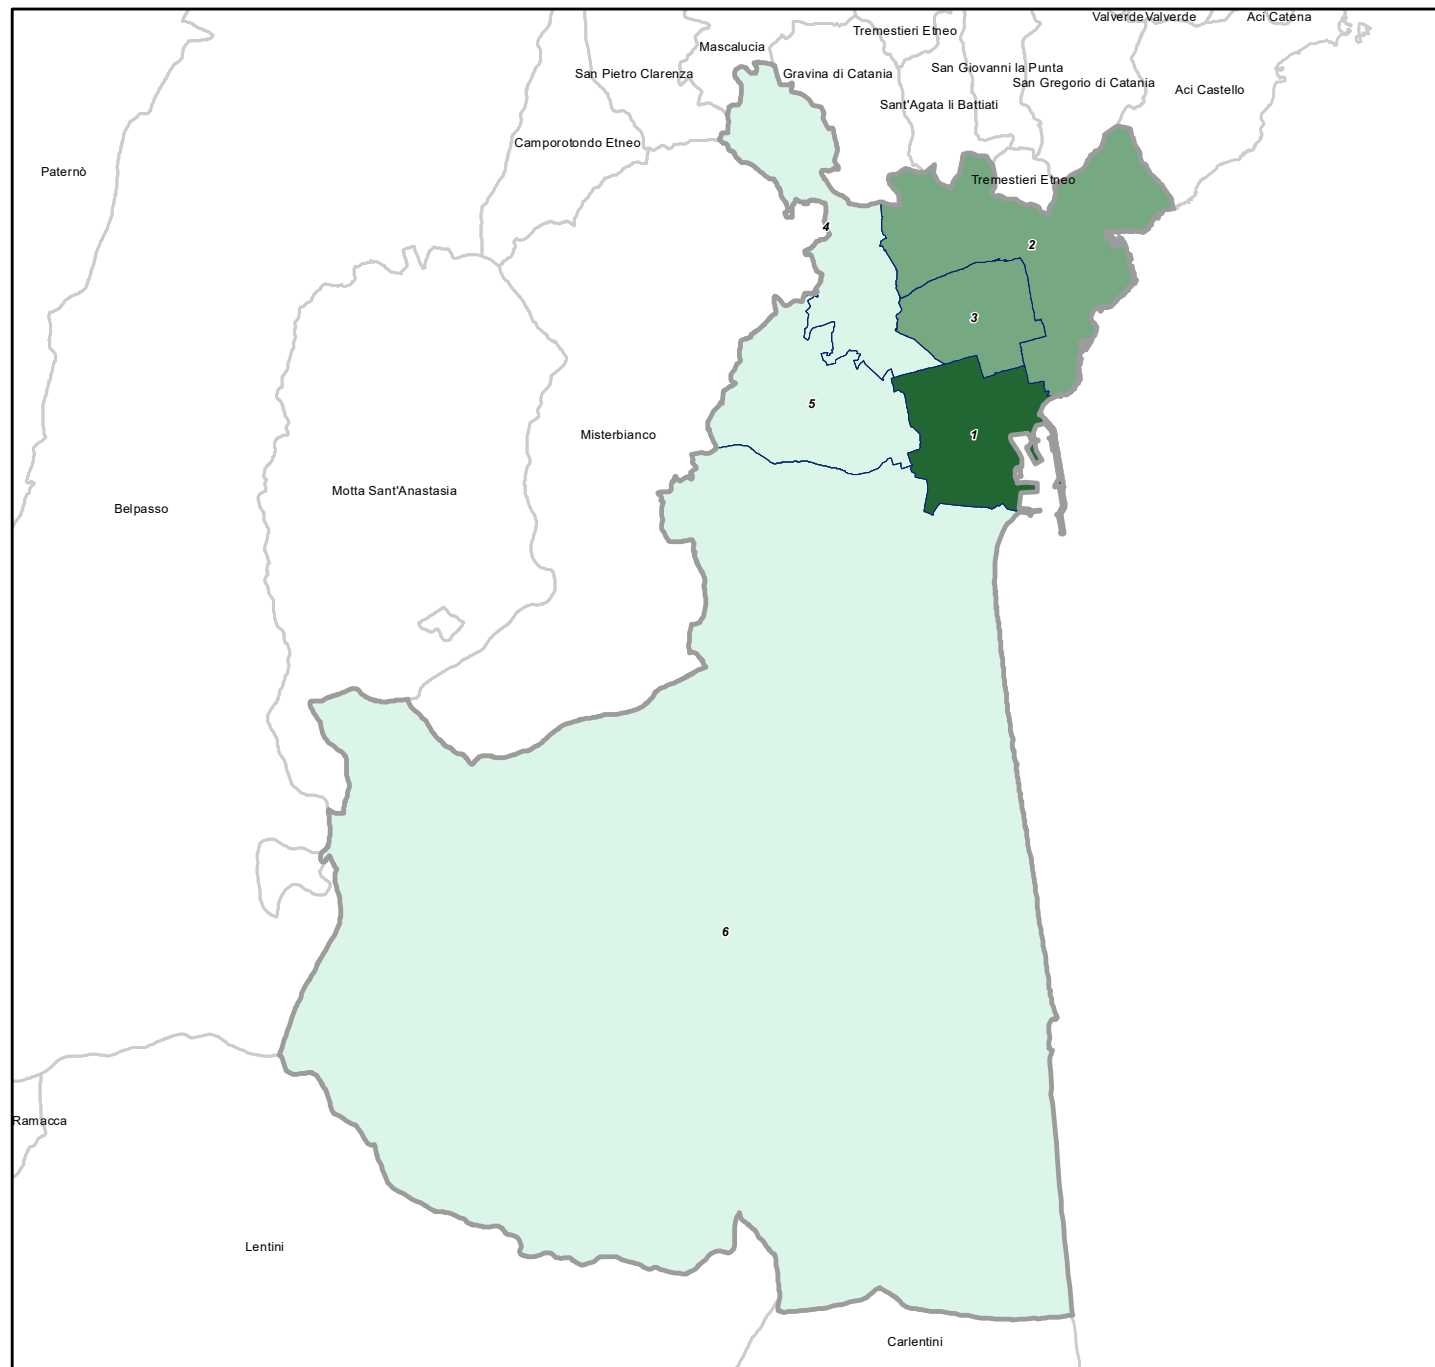 ValverdeValverde
Aci Catena
Tremestieri Etneo
Mascalucia
San Pietro Clarenza
Gravina di Catania
San Giovanni la Punta
San Gregorio di Catania
Aci Castello
Sant'Agata li Battiati
Camporotondo Etneo
Paternò
Tremestieri Etneo
4
2
3
5
1
Misterbianco
Motta Sant'Anastasia
Belpasso
6
Ramacca
Lentini
Carlentini